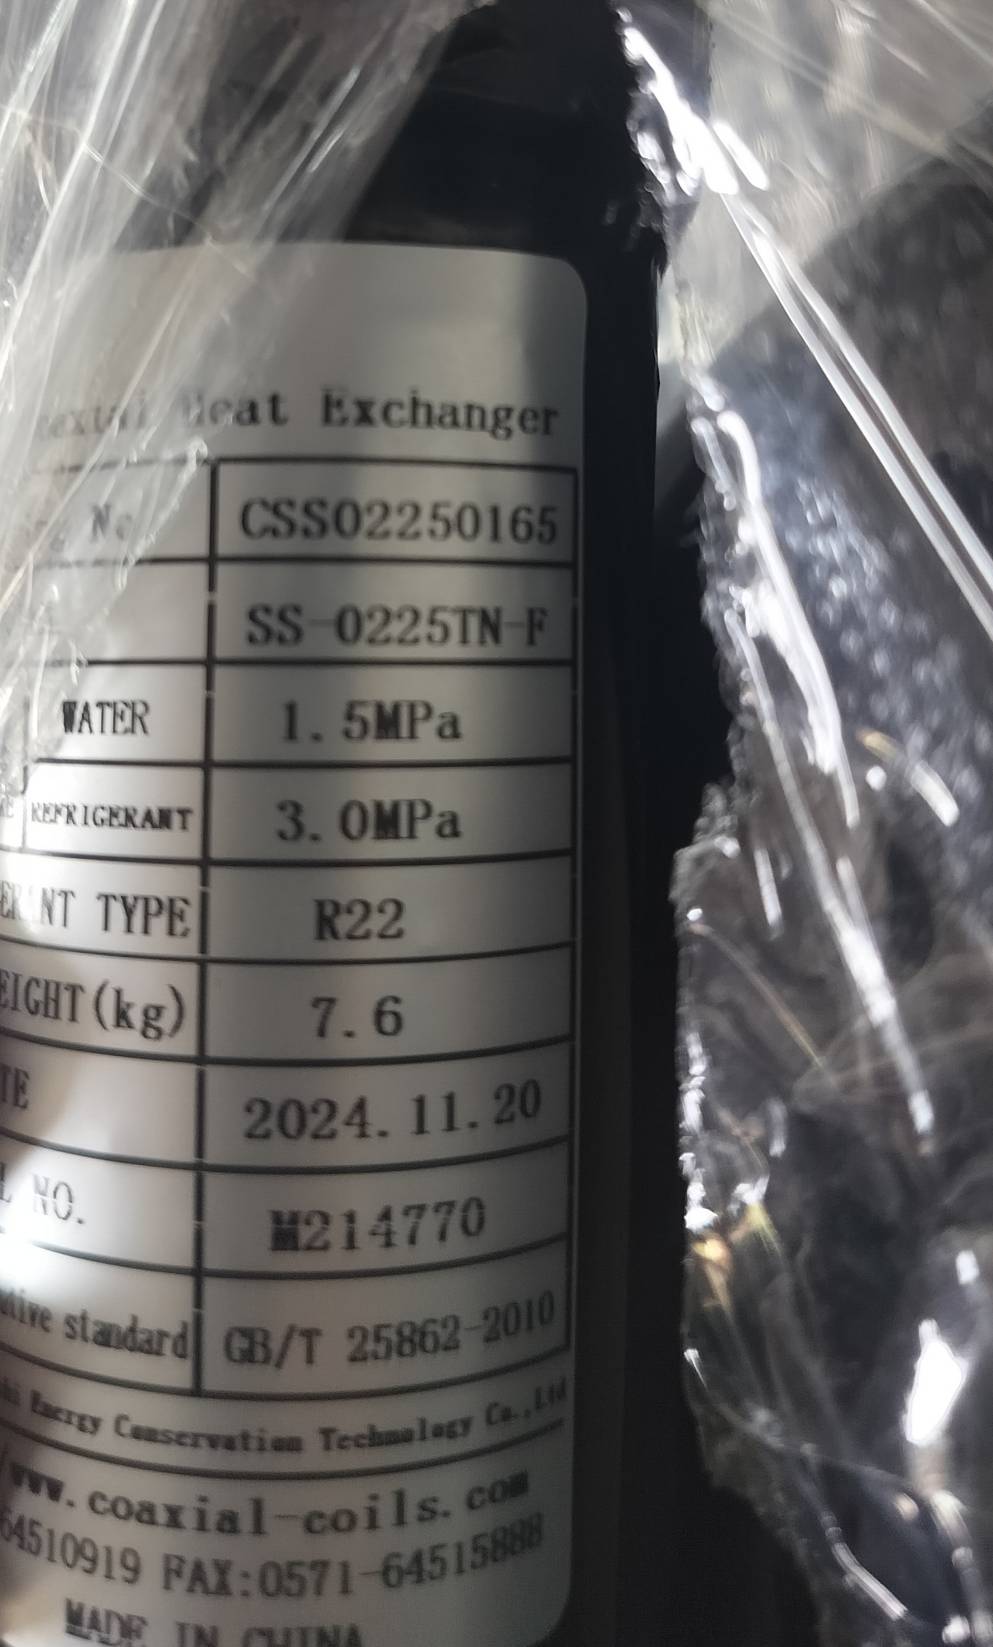 Heat Exchanger
No. CSS02250165
SS-0225TN-F
WATER 1.5MPa
REFRIGERANT 3.0MPa
TYPE R22
(kg) 7.6
2024.11.20
NO. M214770
standard GB/T 25862-2010
Energy Conservation Technology Co.,Ltd
www.coaxial-coils.com
64510919 FAX:0571-64515888
MADE IN CHINA